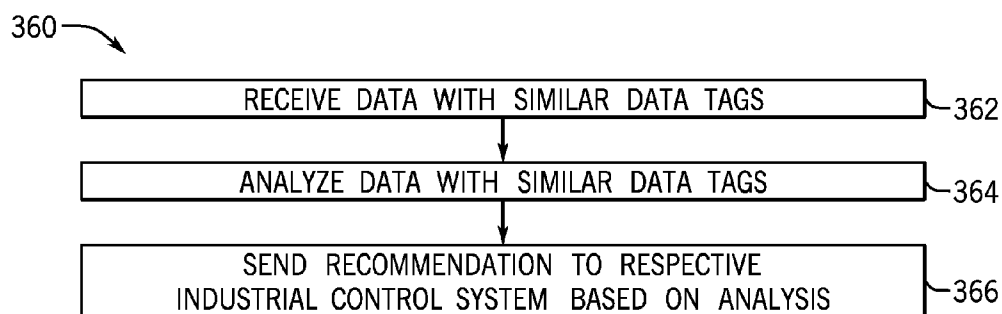 360
RECEIVE DATA WITH SIMILAR DATA TAGS
362
ANALYZE DATA WITH SIMILAR DATA TAGS
364
SEND RECOMMENDATION TO RESPECTIVE
INDUSTRIAL CONTROL SYSTEM BASED ON ANALYSIS
366